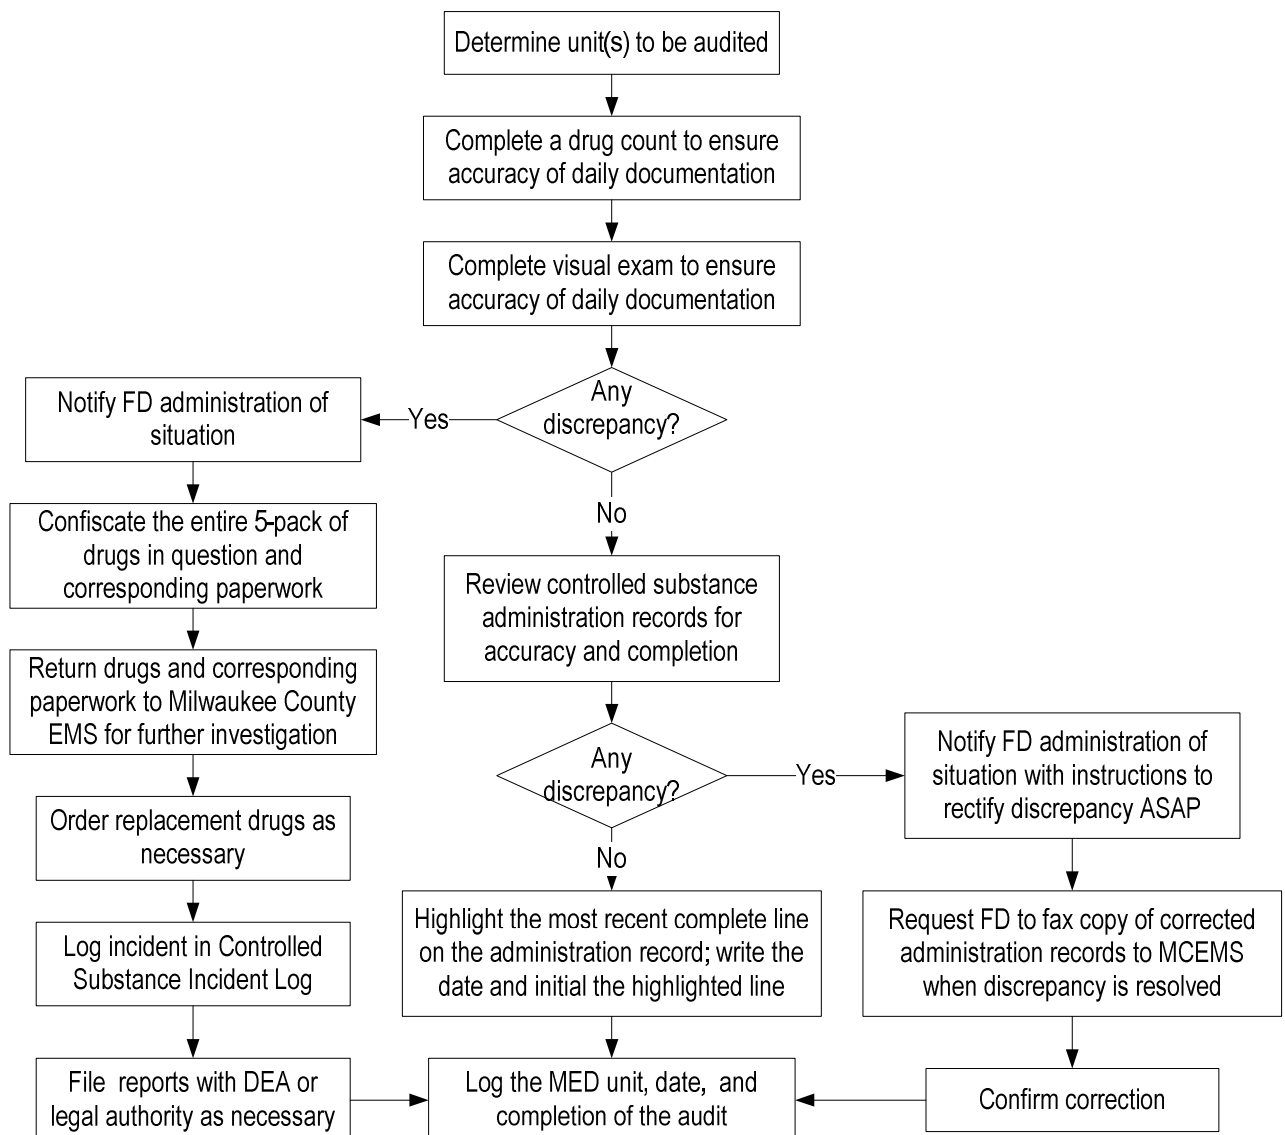 Determine unit(s) to be audited
Complete a drug count to ensure
accuracy of daily documentation
Complete visual exam to ensure
accuracy of daily documentation
Any
discrepancy?
Yes
Notify FD administration of
situation
Confiscate the entire 5-pack of
drugs in question and
corresponding paperwork
Return drugs and corresponding
paperwork to Milwaukee County
EMS for further investigation
Order replacement drugs as
necessary
Log incident in Controlled
Substance Incident Log
File reports with DEA or
legal authority as necessary
No
Review controlled substance
administration records for
accuracy and completion
Any
discrepancy?
Yes
Notify FD administration of
situation with instructions to
rectify discrepancy ASAP
Request FD to fax copy of corrected
administration records to MCEMS
when discrepancy is resolved
Confirm correction
No
Highlight the most recent complete line
on the administration record; write the
date and initial the highlighted line
Log the MED unit, date, and
completion of the audit